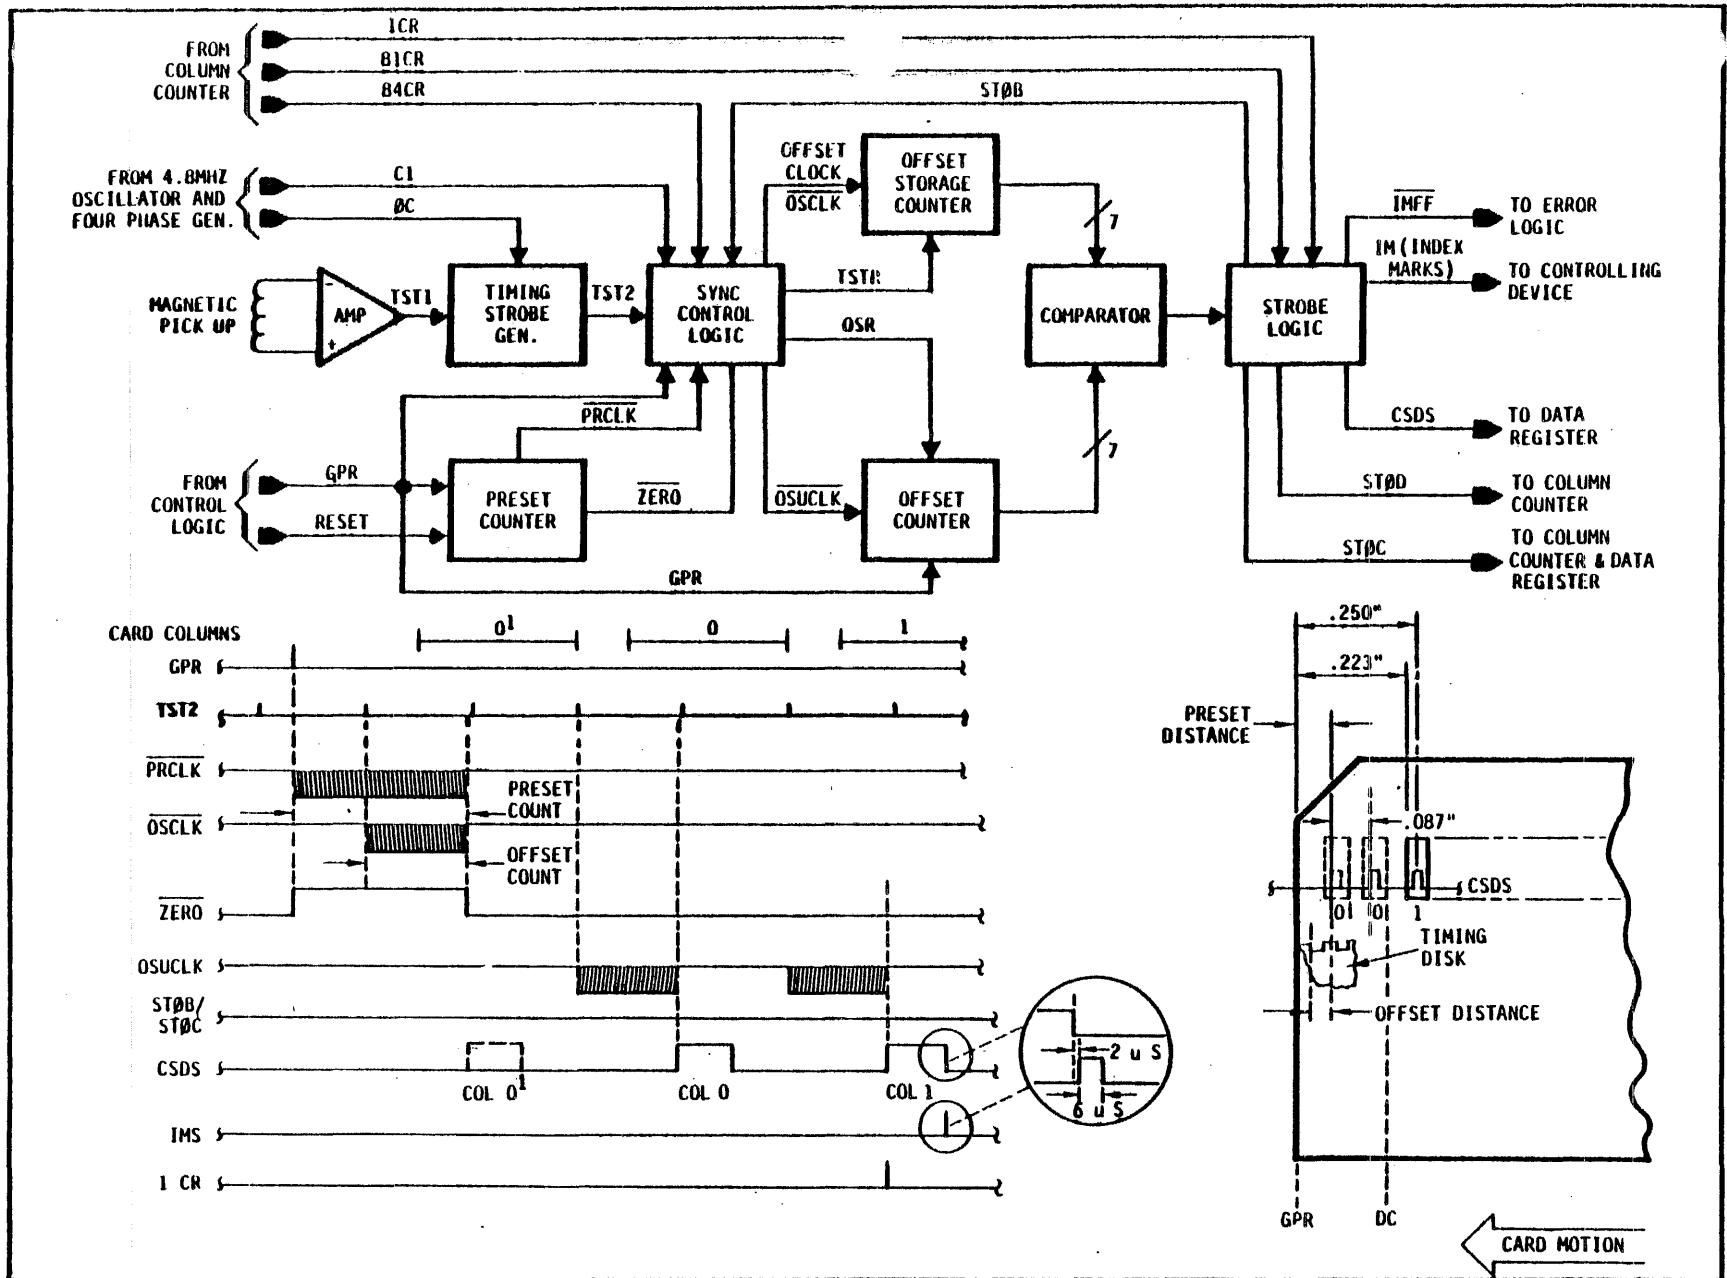 1CR
FROM
COLUMN
COUNTER
81CR
84CR
STØB
FROM 4.8MHZ
OSCILLATOR AND
FOUR PHASE GEN.
C1
ØC
OFFSET
CLOCK
OSCLK
OFFSET
STORAGE
COUNTER
7
IMFF
TO ERROR
LOGIC
IM (INDEX
MARKS)
TO CONTROLLING
DEVICE
MAGNETIC
PICK UP
-
+
AMP
TST1
TIMING
STROBE
GEN.
TST2
SYNC
CONTROL
LOGIC
OSR
COMPARATOR
STROBE
LOGIC
PRCLK
7
CSDS
TO DATA
REGISTER
FROM
CONTROL
LOGIC
GPR
RESET
PRESET
COUNTER
ZERO
OSUCLK
OFFSET
COUNTER
STØD
TO COLUMN
COUNTER
STØC
TO COLUMN
COUNTER & DATA
REGISTER
GPR
CARD COLUMNS
0¹
0
1
GPR
TST2
PRCLK
PRESET
COUNT
OSCLK
OFFSET
COUNT
ZERO
OSUCLK
STØB/
STØC
CSDS
COL 0¹
COL 0
COL 1
2 u S
6 u S
IMS
1 CR
.250"
.223"
PRESET
DISTANCE
.087"
CSDS
0¹
0
1
TIMING
DISK
OFFSET DISTANCE
GPR
DC
CARD MOTION